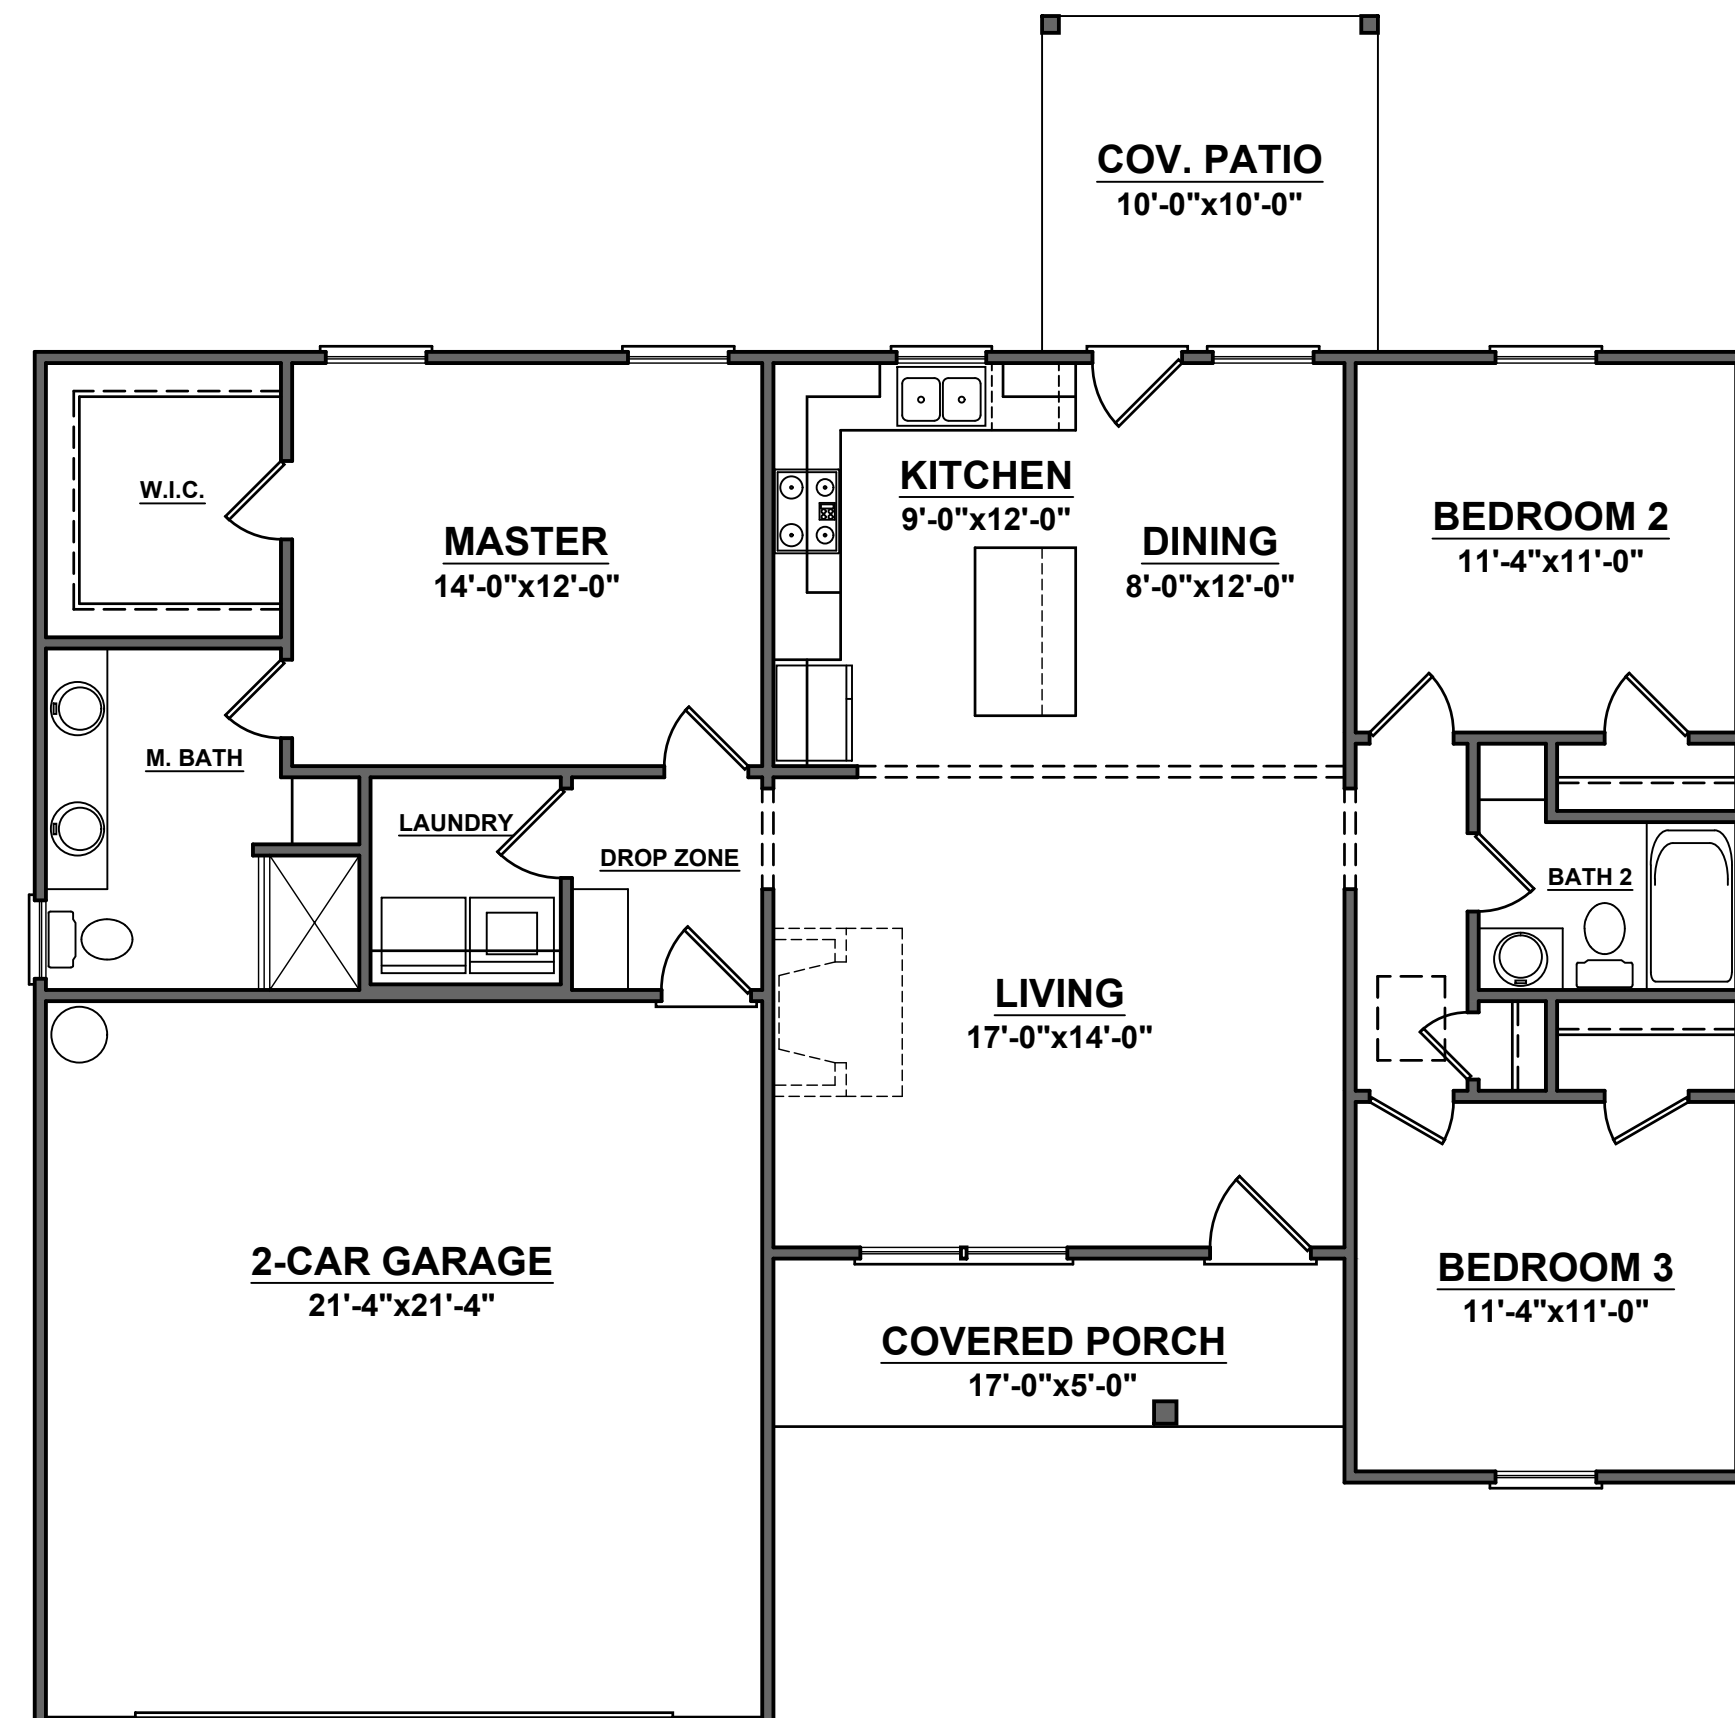 COV. PATIO
10'-0"x10'-0"
W.I.C.
MASTER
14'-0"x12'-0"
KITCHEN
9'-0"x12'-0"
DINING
8'-0"x12'-0"
BEDROOM 2
11'-4"x11'-0"
M. BATH
LAUNDRY
DROP ZONE
BATH 2
LIVING
17'-0"x14'-0"
2-CAR GARAGE
21'-4"x21'-4"
BEDROOM 3
11'-4"x11'-0"
COVERED PORCH
17'-0"x5'-0"